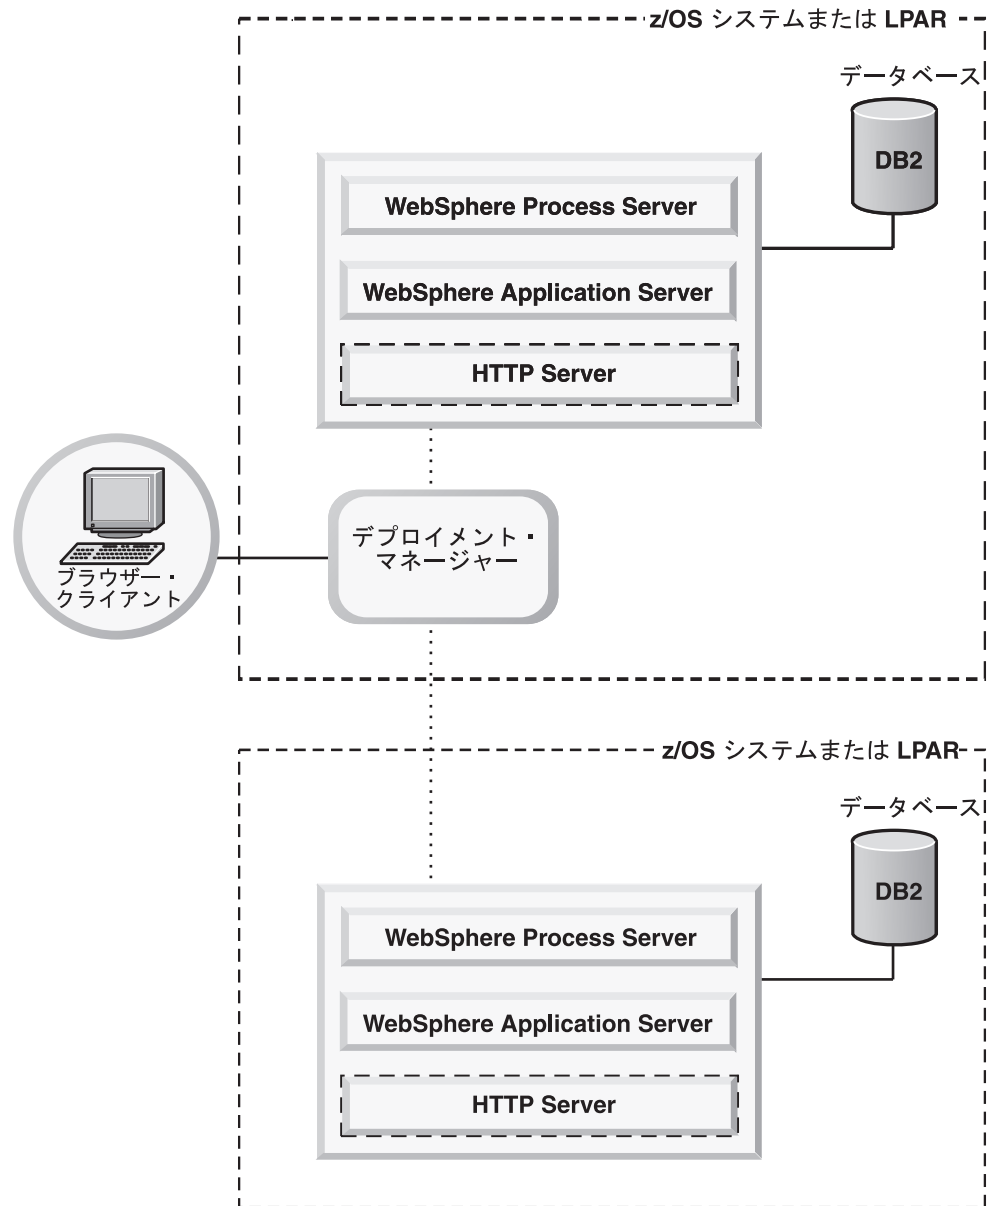 z/OS システムまたは LPAR
データベース
DB2
WebSphere Process Server
WebSphere Application Server
HTTP Server
デプロイメント・
マネージャー
ブラウザー・
クライアント
z/OS システムまたは LPAR
データベース
DB2
WebSphere Process Server
WebSphere Application Server
HTTP Server